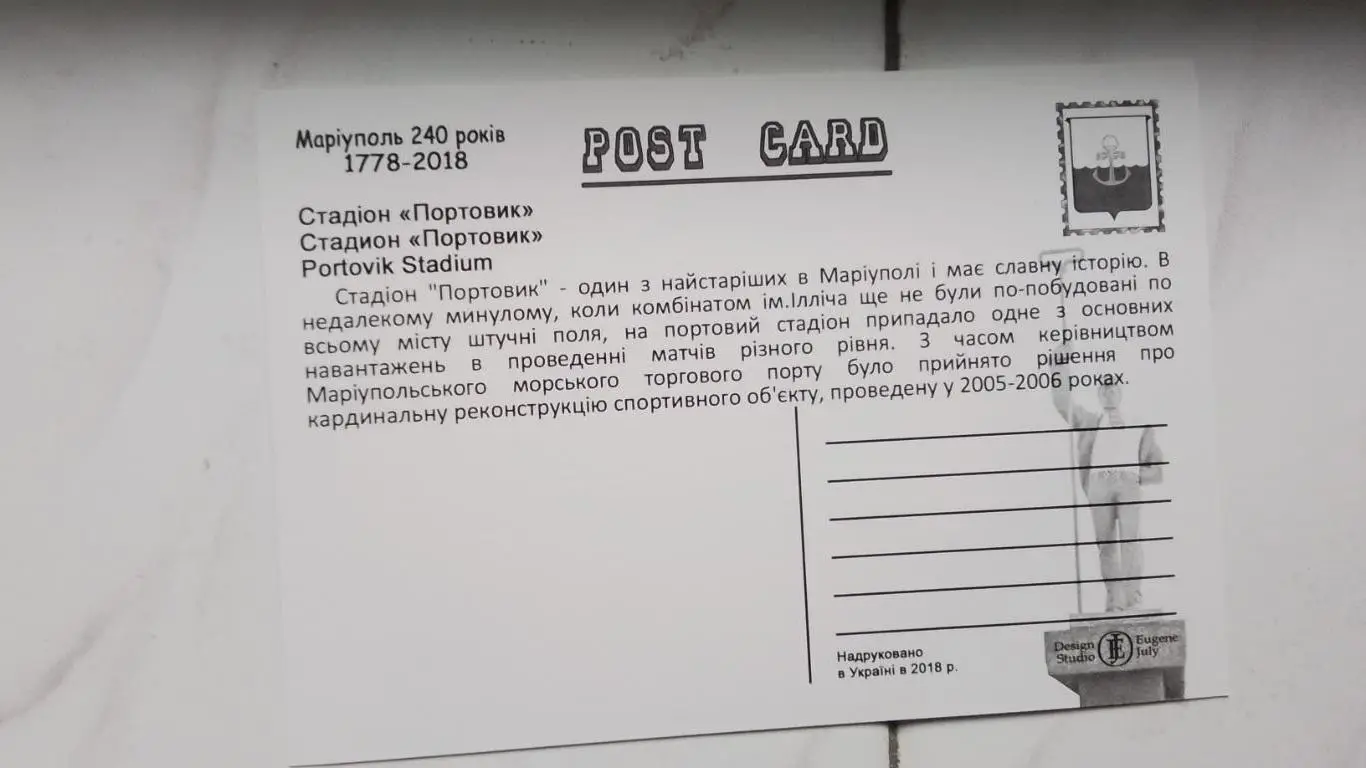 Маріуполь 240 років
1778-2018
POST CARD
Стадіон «Портовик»
Стадион «Портовик»
Portovik Stadium
Стадіон "Портовик" - один з найстаріших в Маріуполі і має славну історію. В
недалекому минулому, коли комбінатом ім.Ілліча ще не були по-побудовані по
всьому місту штучні поля, на портовий стадіон припадало одне з основних
навантажень в проведенні матчів різного рівня. З часом керівництвом
Маріупольського морського торгового порту було прийнято рішення про
кардинальну реконструкцію спортивного об'єкту, проведену у 2005-2006 роках.
Надруковано
в Україні в 2018 р.
Design Studio
Eugene July